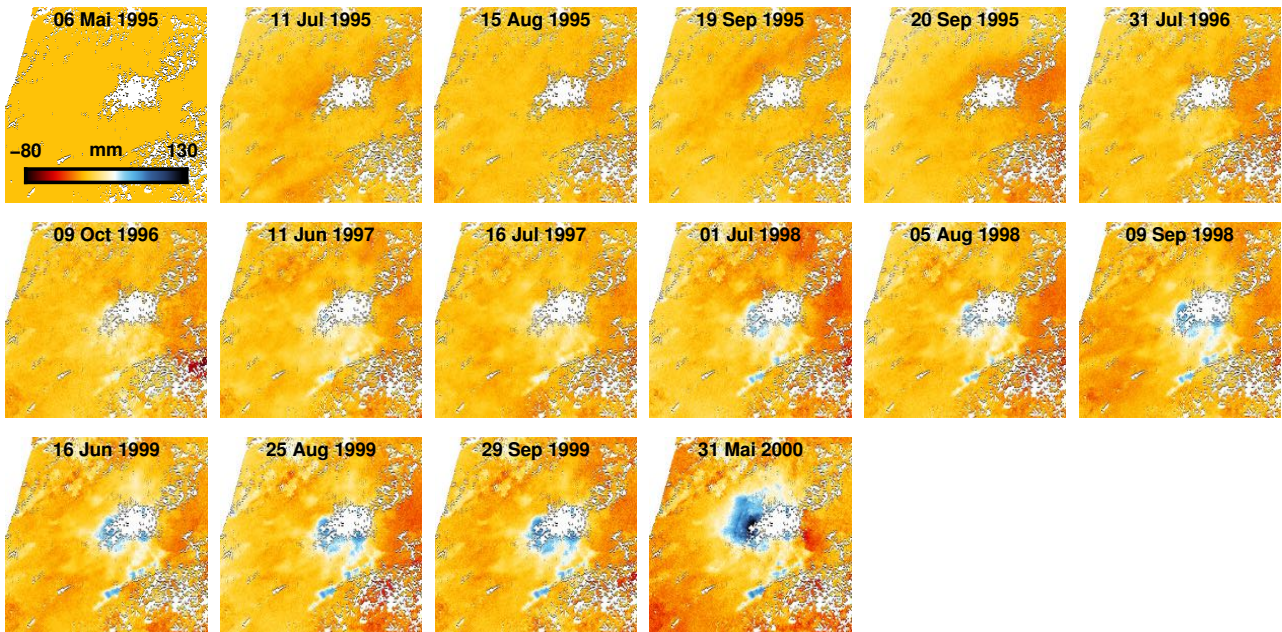 06 Mai 1995
11 Jul 1995
15 Aug 1995
19 Sep 1995
20 Sep 1995
31 Jul 1996
−80 mm 130
09 Oct 1996
11 Jun 1997
16 Jul 1997
01 Jul 1998
05 Aug 1998
09 Sep 1998
16 Jun 1999
25 Aug 1999
29 Sep 1999
31 Mai 2000